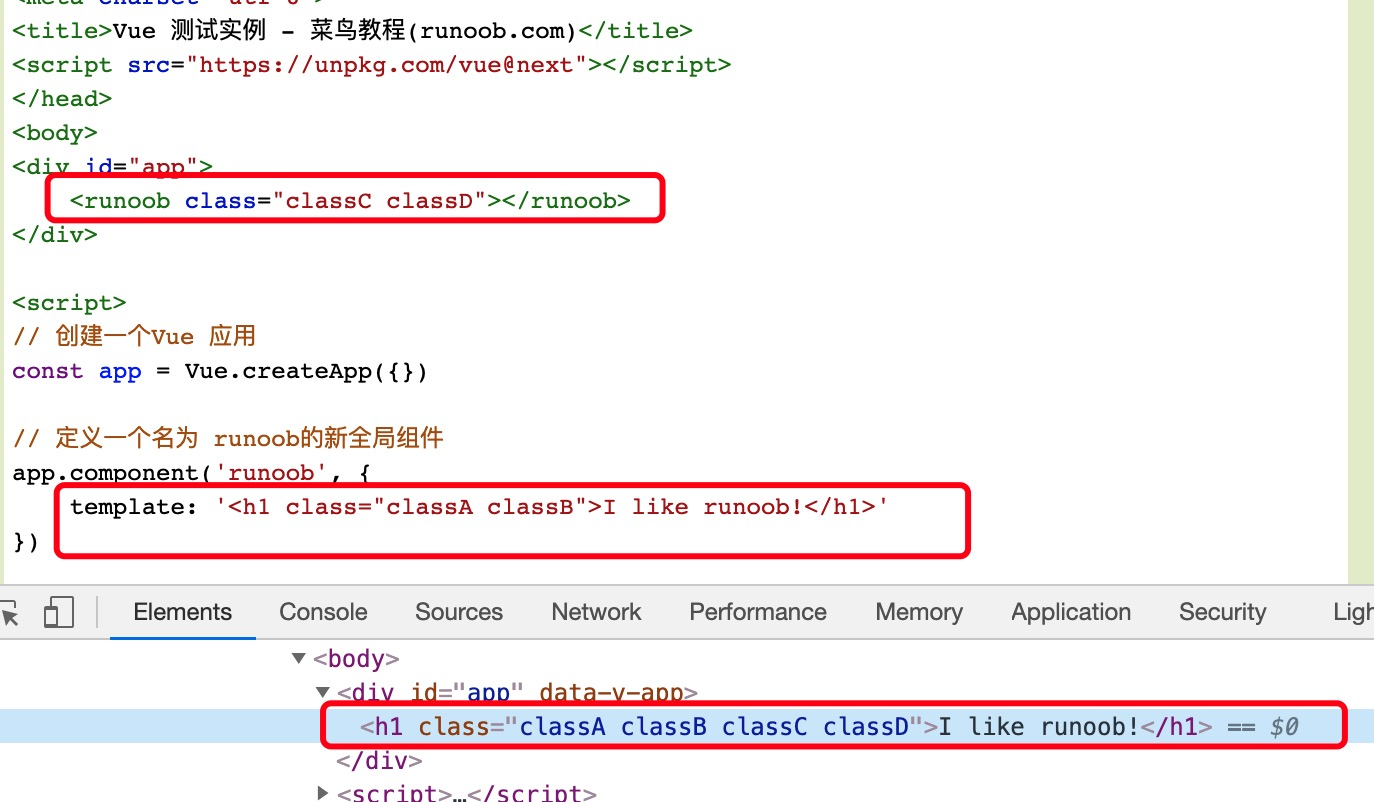 <meta charset="utf-8">
<title>Vue 测试实例 - 菜鸟教程(runoob.com)</title>
<script src="https://unpkg.com/vue@next"></script>
</head>
<body>
<div id="app">
<runoob class="classC classD"></runoob>
</div>
<script>
// 创建一个Vue 应用
const app = Vue.createApp({})
// 定义一个名为 runoob的新全局组件
app.component('runoob', {
template: '<h1 class="classA classB">I like runoob!</h1>'
})
Elements Console Sources Network Performance Memory Application Security Ligh
<body>
<div id="app" data-v-app>
<h1 class="classA classB classC classD">I like runoob!</h1> == $0
</div>
<script>…</script>